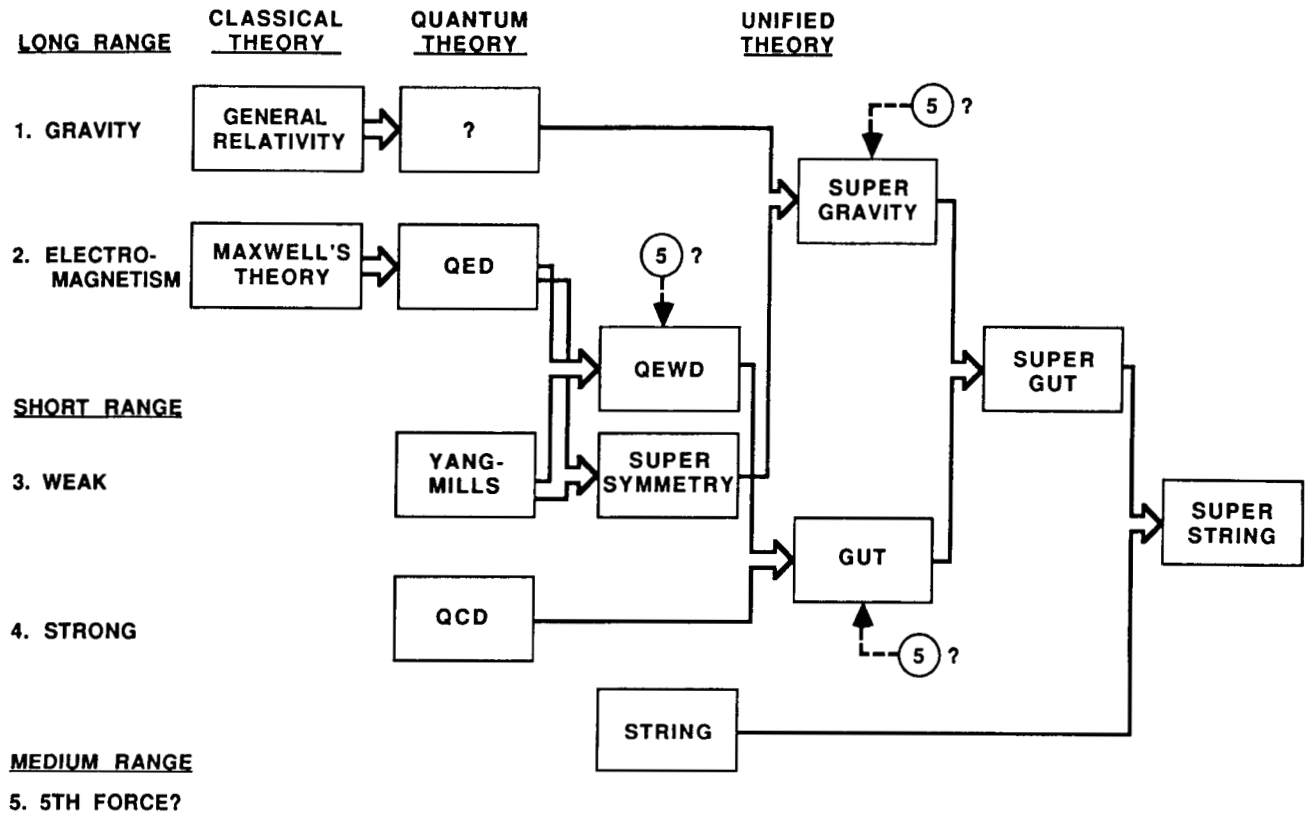 CLASSICAL
THEORY
QUANTUM
THEORY
UNIFIED
THEORY
LONG RANGE
1. GRAVITY
GENERAL
RELATIVITY
?
5 ?
SUPER
GRAVITY
2. ELECTRO-
MAGNETISM
MAXWELL'S
THEORY
QED
5 ?
QEWD
SUPER
GUT
SHORT RANGE
3. WEAK
YANG-
MILLS
SUPER
SYMMETRY
SUPER
STRING
GUT
4. STRONG
QCD
5 ?
STRING
MEDIUM RANGE
5. 5TH FORCE?